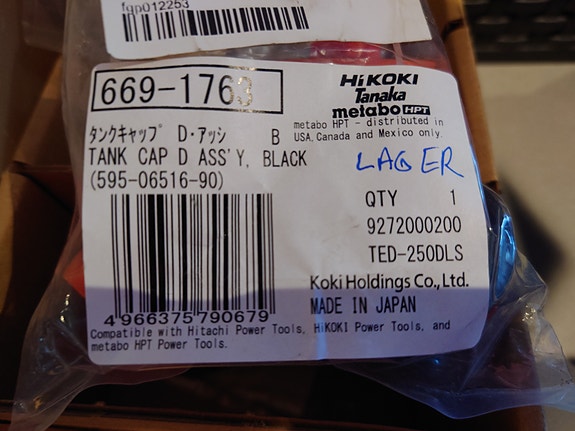 fgp012253
669-1763
HiKOKI
Tanaka
metabo HPT
metabo HPT - distributed in
USA, Canada and Mexico only.
ﾀﾝｸｷｬｯﾌﾟ D･ｱｯｼ B
TANK CAP D ASS'Y, BLACK
(595-06516-90)
LAGER
QTY 1
9272000200
TED-250DLS
Koki Holdings Co., Ltd.
MADE IN JAPAN
4 966375 790679
Compatible with Hitachi Power Tools, HiKOKI Power Tools, and
metabo HPT Power Tools.